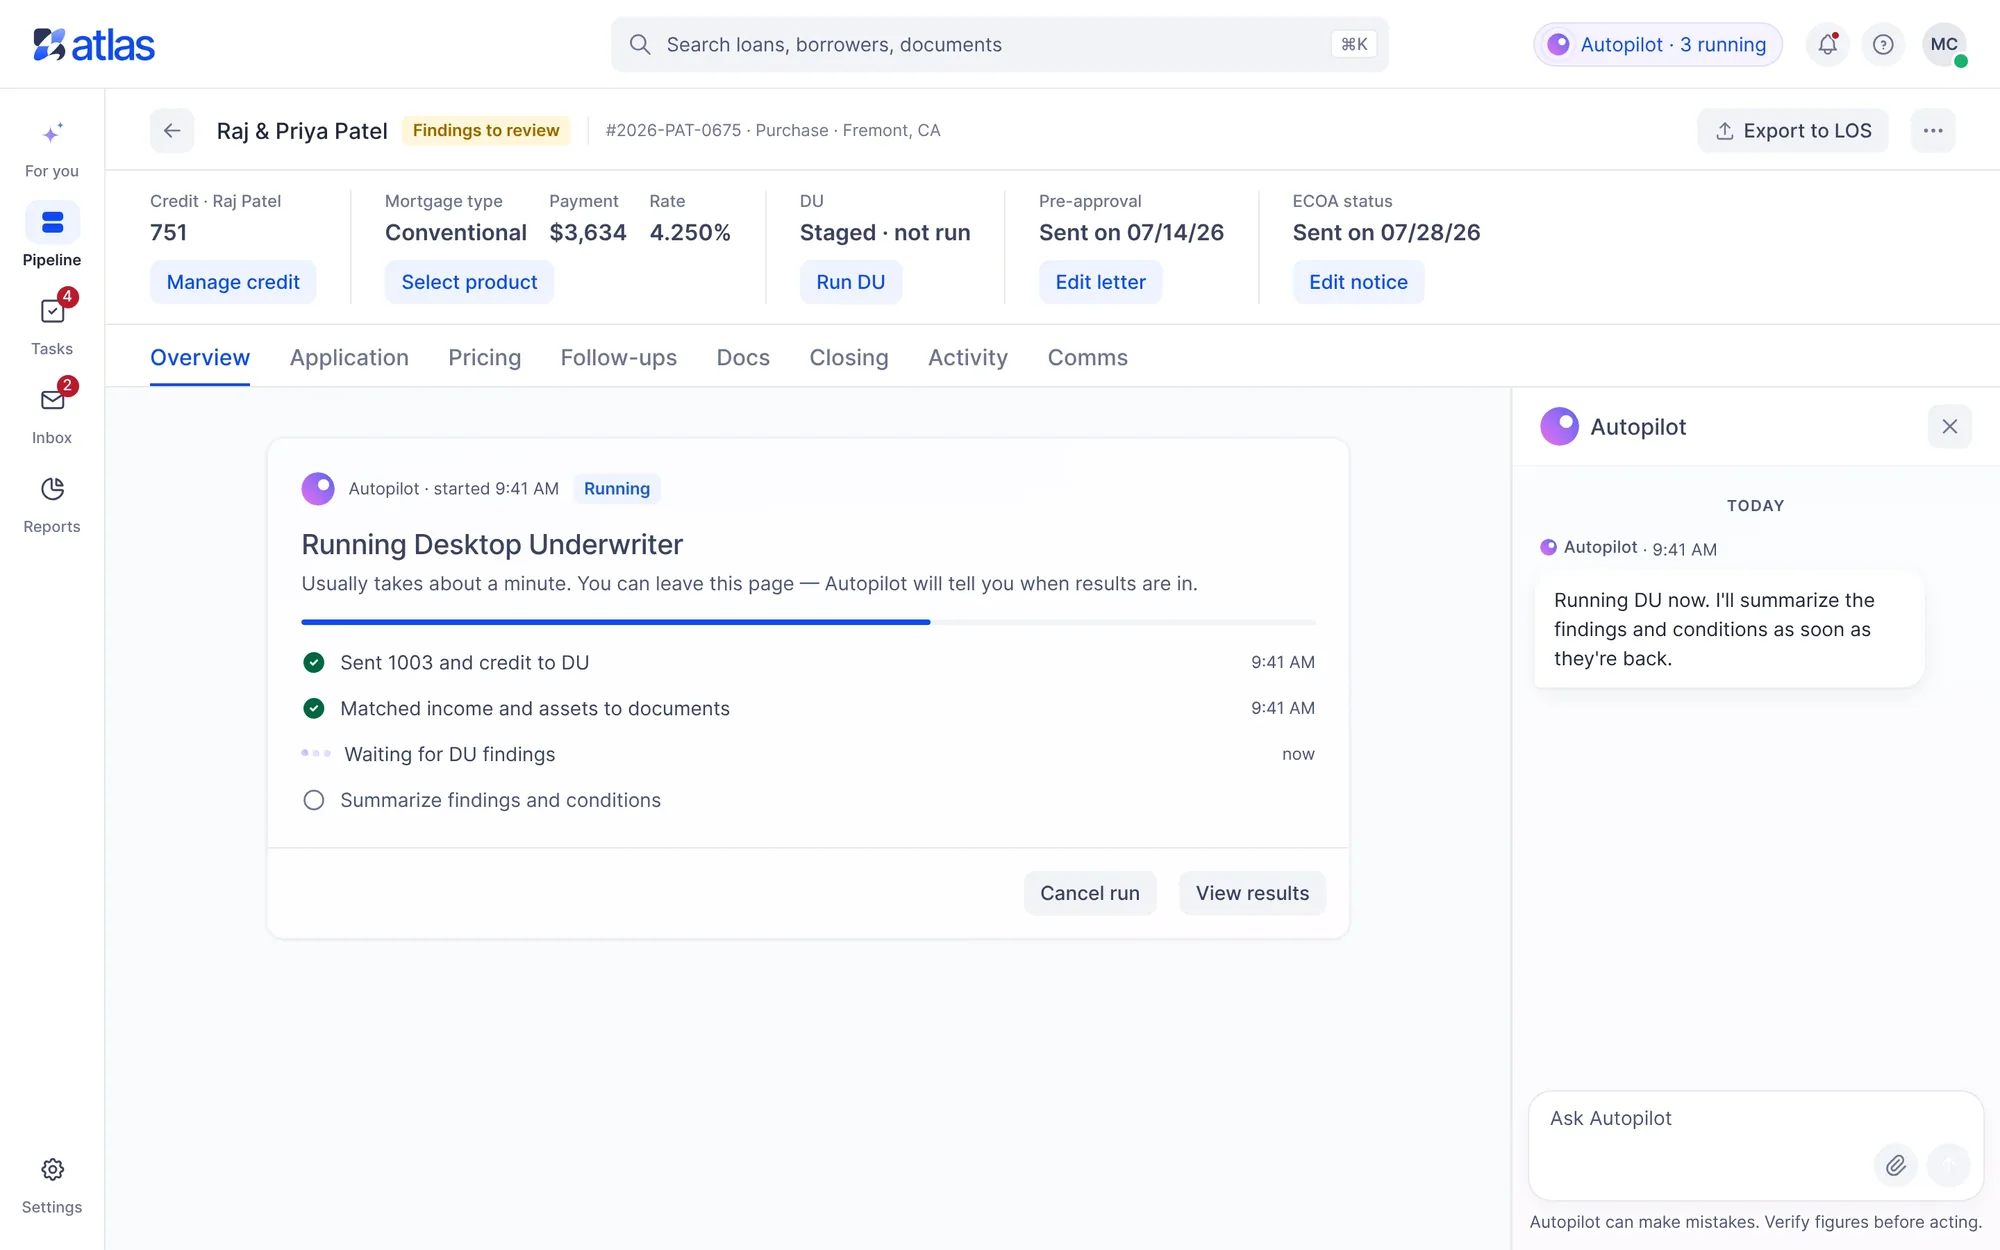 atlas
Search loans, borrowers, documents
⌘K
Autopilot · 3 running
MC
For you
Pipeline
4
Tasks
2
Inbox
Reports
Settings
Raj & Priya Patel
Findings to review
#2026-PAT-0675 · Purchase · Fremont, CA
Export to LOS
Credit · Raj Patel
751
Manage credit
Mortgage type
Conventional
Payment
$3,634
Rate
4.250%
Select product
DU
Staged · not run
Run DU
Pre-approval
Sent on 07/14/26
Edit letter
ECOA status
Sent on 07/28/26
Edit notice
Overview
Application
Pricing
Follow-ups
Docs
Closing
Activity
Comms
Autopilot · started 9:41 AM
Running
Running Desktop Underwriter
Usually takes about a minute. You can leave this page — Autopilot will tell you when results are in.
Sent 1003 and credit to DU
9:41 AM
Matched income and assets to documents
9:41 AM
Waiting for DU findings
now
Summarize findings and conditions
Cancel run
View results
Autopilot
TODAY
Autopilot · 9:41 AM
Running DU now. I'll summarize the
findings and conditions as soon as
they're back.
Ask Autopilot
Autopilot can make mistakes. Verify figures before acting.